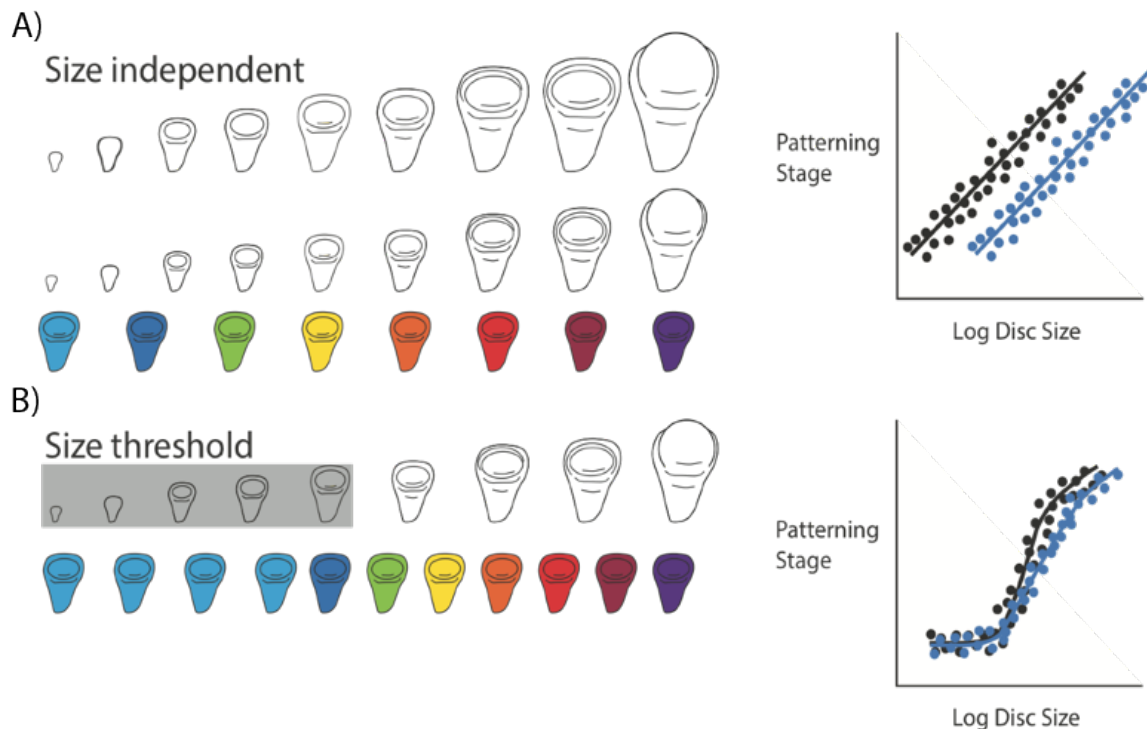 A)
Size independent
Patterning
Stage
Log Disc Size
B)
Size threshold
Patterning
Stage
Log Disc Size